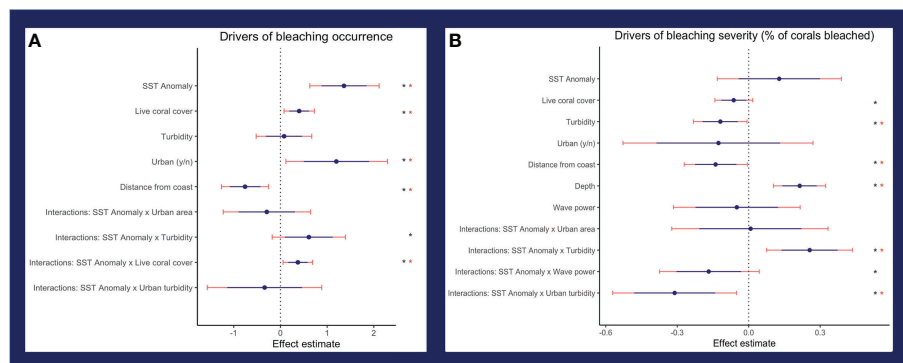 A
Drivers of bleaching occurrence
SST Anomaly
* *
Live coral cover
* *
Turbidity
Urban (y/n)
* *
Distance from coast
* *
Interactions: SST Anomaly x Urban area
Interactions: SST Anomaly x Turbidity
*
Interactions: SST Anomaly x Live coral cover
* *
Interactions: SST Anomaly x Urban turbidity
-1 0 1 2
Effect estimate
B
Drivers of bleaching severity (% of corals bleached)
SST Anomaly
Live coral cover
*
Turbidity
* *
Urban (y/n)
Distance from coast
* *
Depth
* *
Wave power
Interactions: SST Anomaly x Urban area
Interactions: SST Anomaly x Turbidity
* *
Interactions: SST Anomaly x Wave power
*
Interactions: SST Anomaly x Urban turbidity
* *
-0.6 -0.3 0.0 0.3
Effect estimate